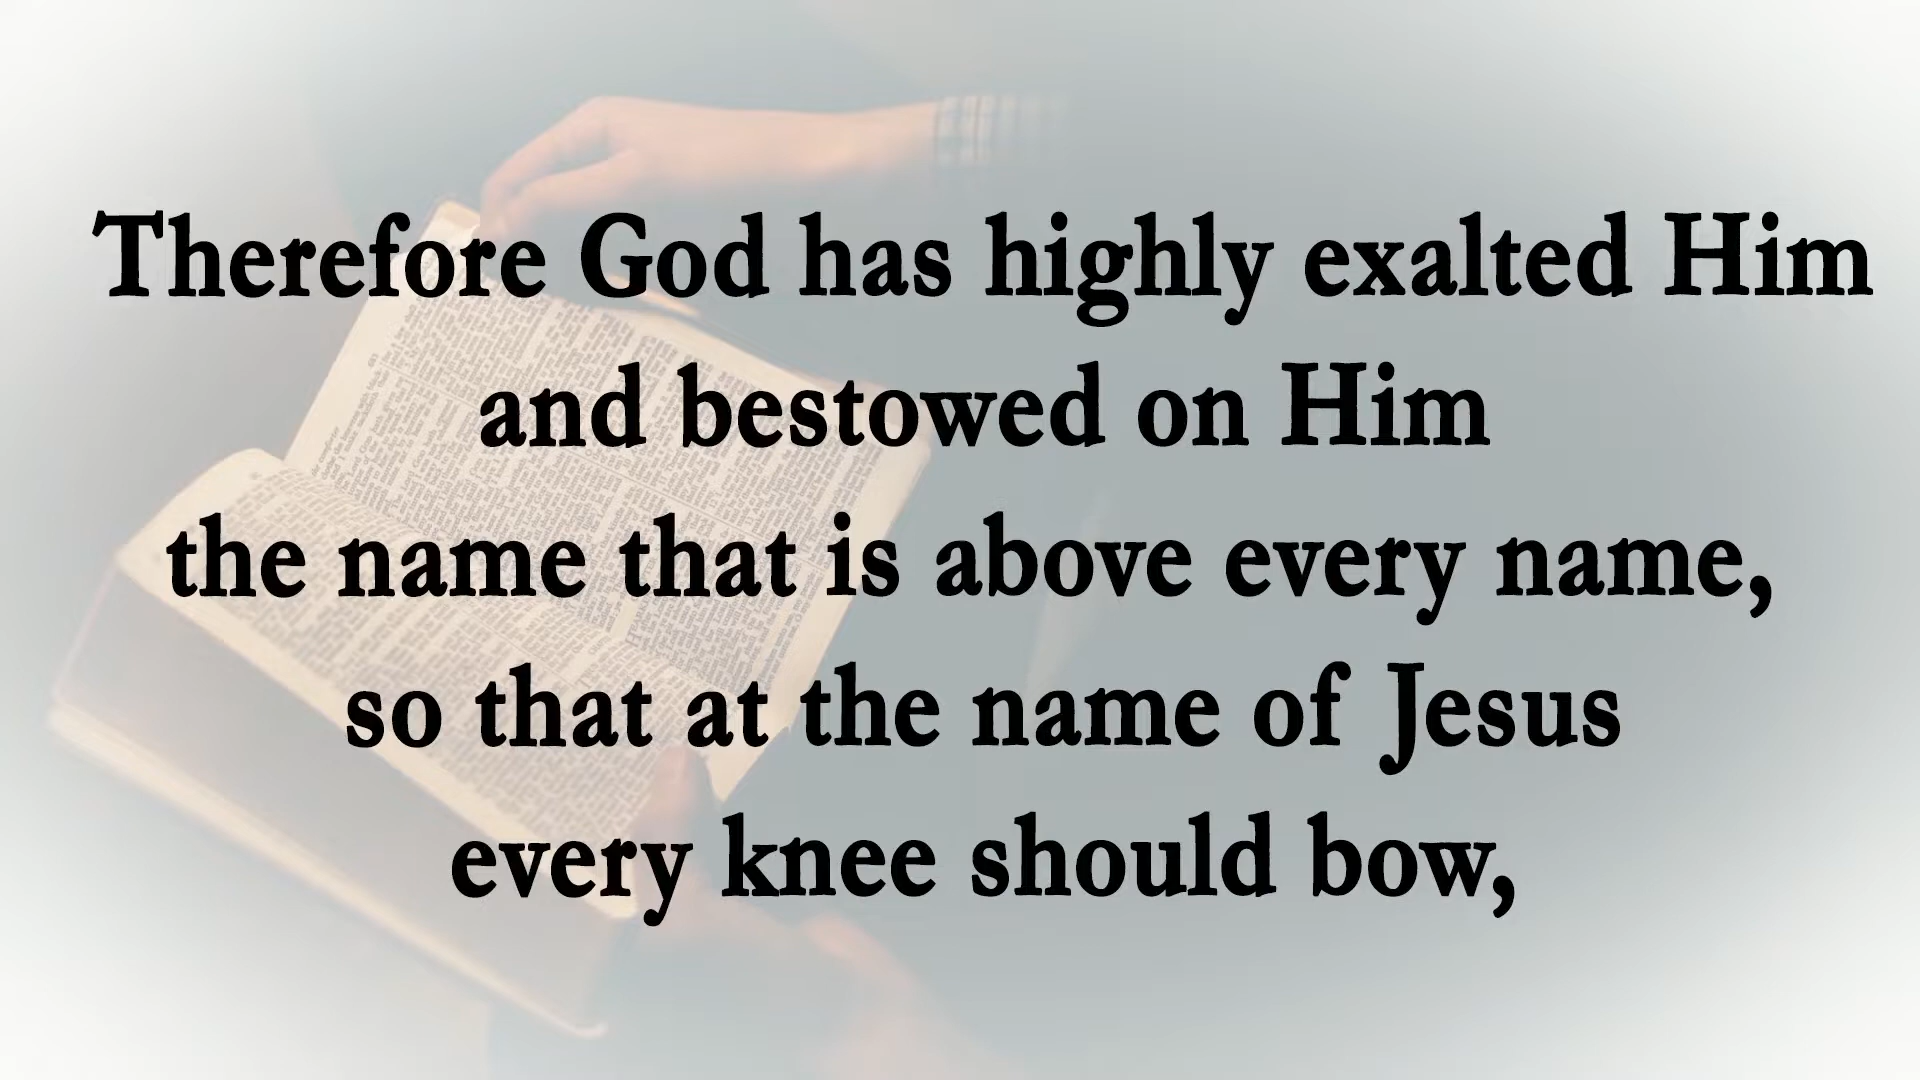 Therefore God has highly exalted Him
and bestowed on Him
the name that is above every name,
so that at the name of Jesus
every knee should bow,